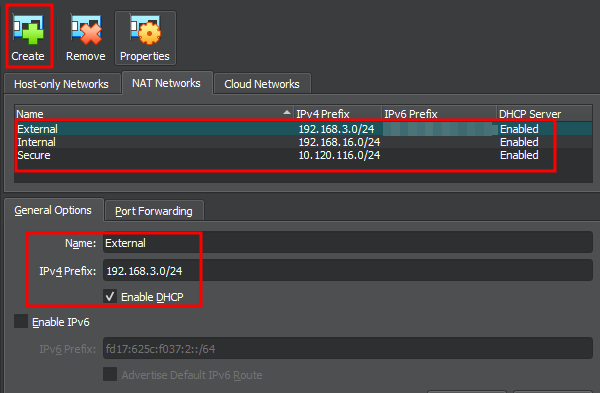 Create Remove Properties
Host-only Networks NAT Networks Cloud Networks
Name IPv4 Prefix IPv6 Prefix DHCP Server
External 192.168.3.0/24 Enabled
Internal 192.168.16.0/24 Enabled
Secure 10.120.116.0/24 Enabled
General Options Port Forwarding
Name: External
IPv4 Prefix: 192.168.3.0/24
Enable DHCP
Enable IPv6
IPv6 Prefix: fd17:625c:f037:2::/64
Advertise Default IPv6 Route